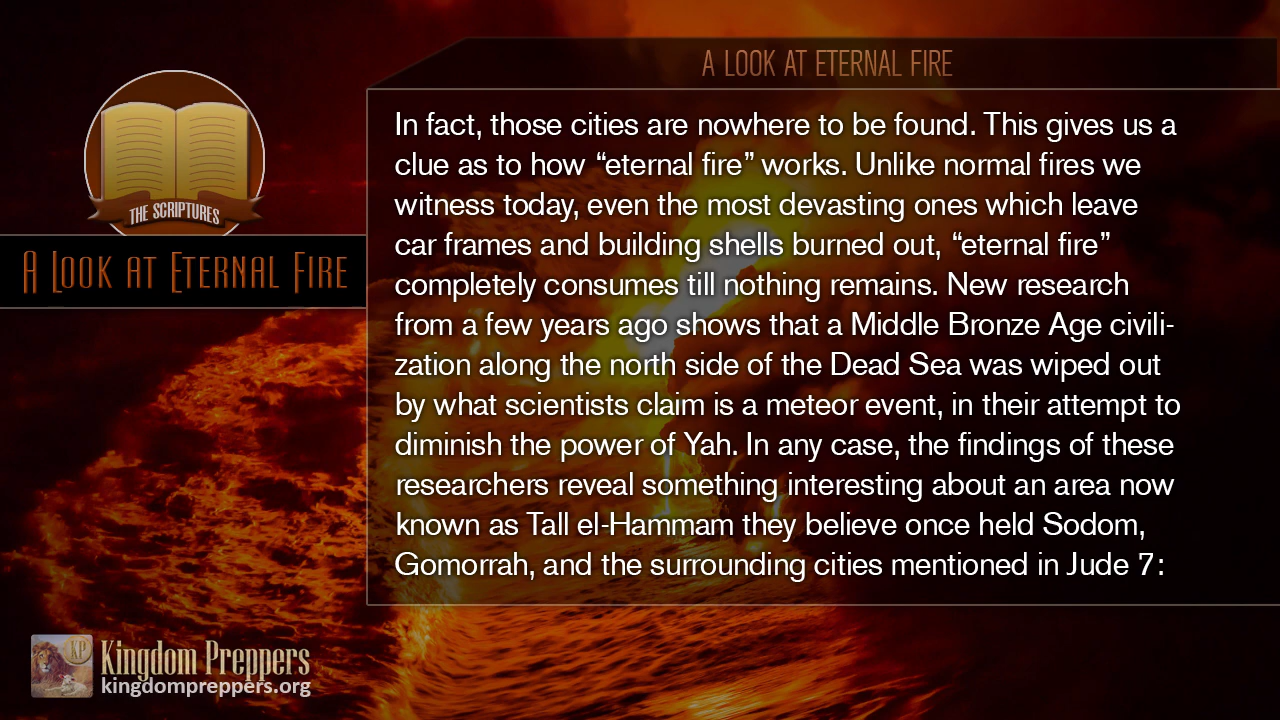 A LOOK AT ETERNAL FIRE
THE SCRIPTURES
A LOOK AT ETERNAL FIRE
In fact, those cities are nowhere to be found. This gives us a
clue as to how “eternal fire” works. Unlike normal fires we
witness today, even the most devasting ones which leave
car frames and building shells burned out, “eternal fire”
completely consumes till nothing remains. New research
from a few years ago shows that a Middle Bronze Age civili-
zation along the north side of the Dead Sea was wiped out
by what scientists claim is a meteor event, in their attempt to
diminish the power of Yah. In any case, the findings of these
researchers reveal something interesting about an area now
known as Tall el-Hammam they believe once held Sodom,
Gomorrah, and the surrounding cities mentioned in Jude 7:
KP
Kingdom Preppers
kingdompreppers.org